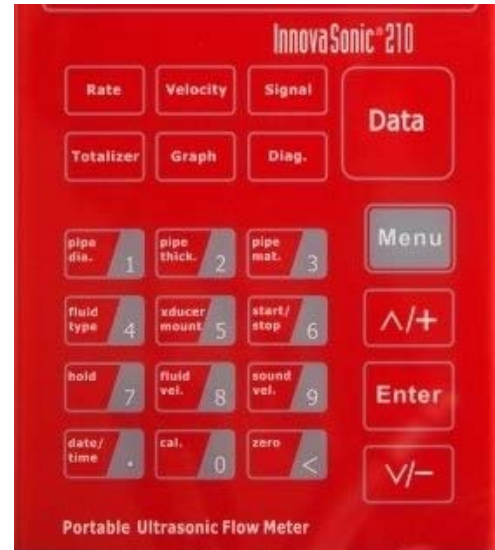 InnovaSonic®210
Rate Velocity Signal
Data
Totalizer Graph Diag.
Menu
pipe dia. 1 pipe thick. 2 pipe mat. 3
fluid type 4 xducer mount 5 start/ stop 6
∧/+
hold 7 fluid vel. 8 sound vel. 9
Enter
date/ time . cal. 0 zero <
∨/−
Portable Ultrasonic Flow Meter